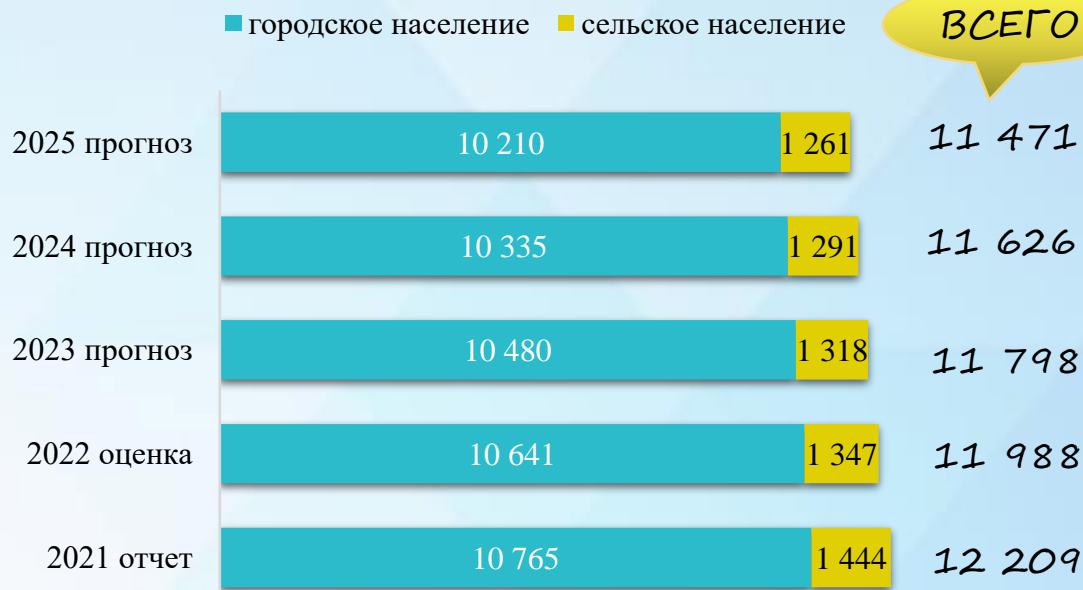 городское население сельское население ВСЕГО
2025 прогноз 10 210 1 261 11 471
2024 прогноз 10 335 1 291 11 626
2023 прогноз 10 480 1 318 11 798
2022 оценка 10 641 1 347 11 988
2021 отчет 10 765 1 444 12 209